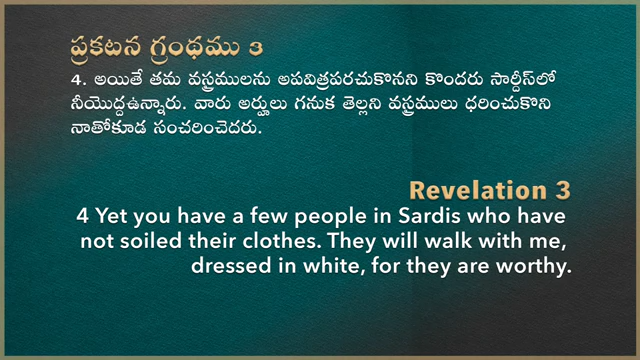 ప్రకటన గ్రంథము 3
4. అయితే తమ వస్త్రములను అపవిత్రపరచుకొనని కొందరు సార్దీస్‌లో
నీయొద్దఉన్నారు. వారు అర్హులు గనుక తెల్లని వస్త్రములు ధరించుకొని
నాతోకూడ సంచరించెదరు.
Revelation 3
4 Yet you have a few people in Sardis who have
not soiled their clothes. They will walk with me,
dressed in white, for they are worthy.